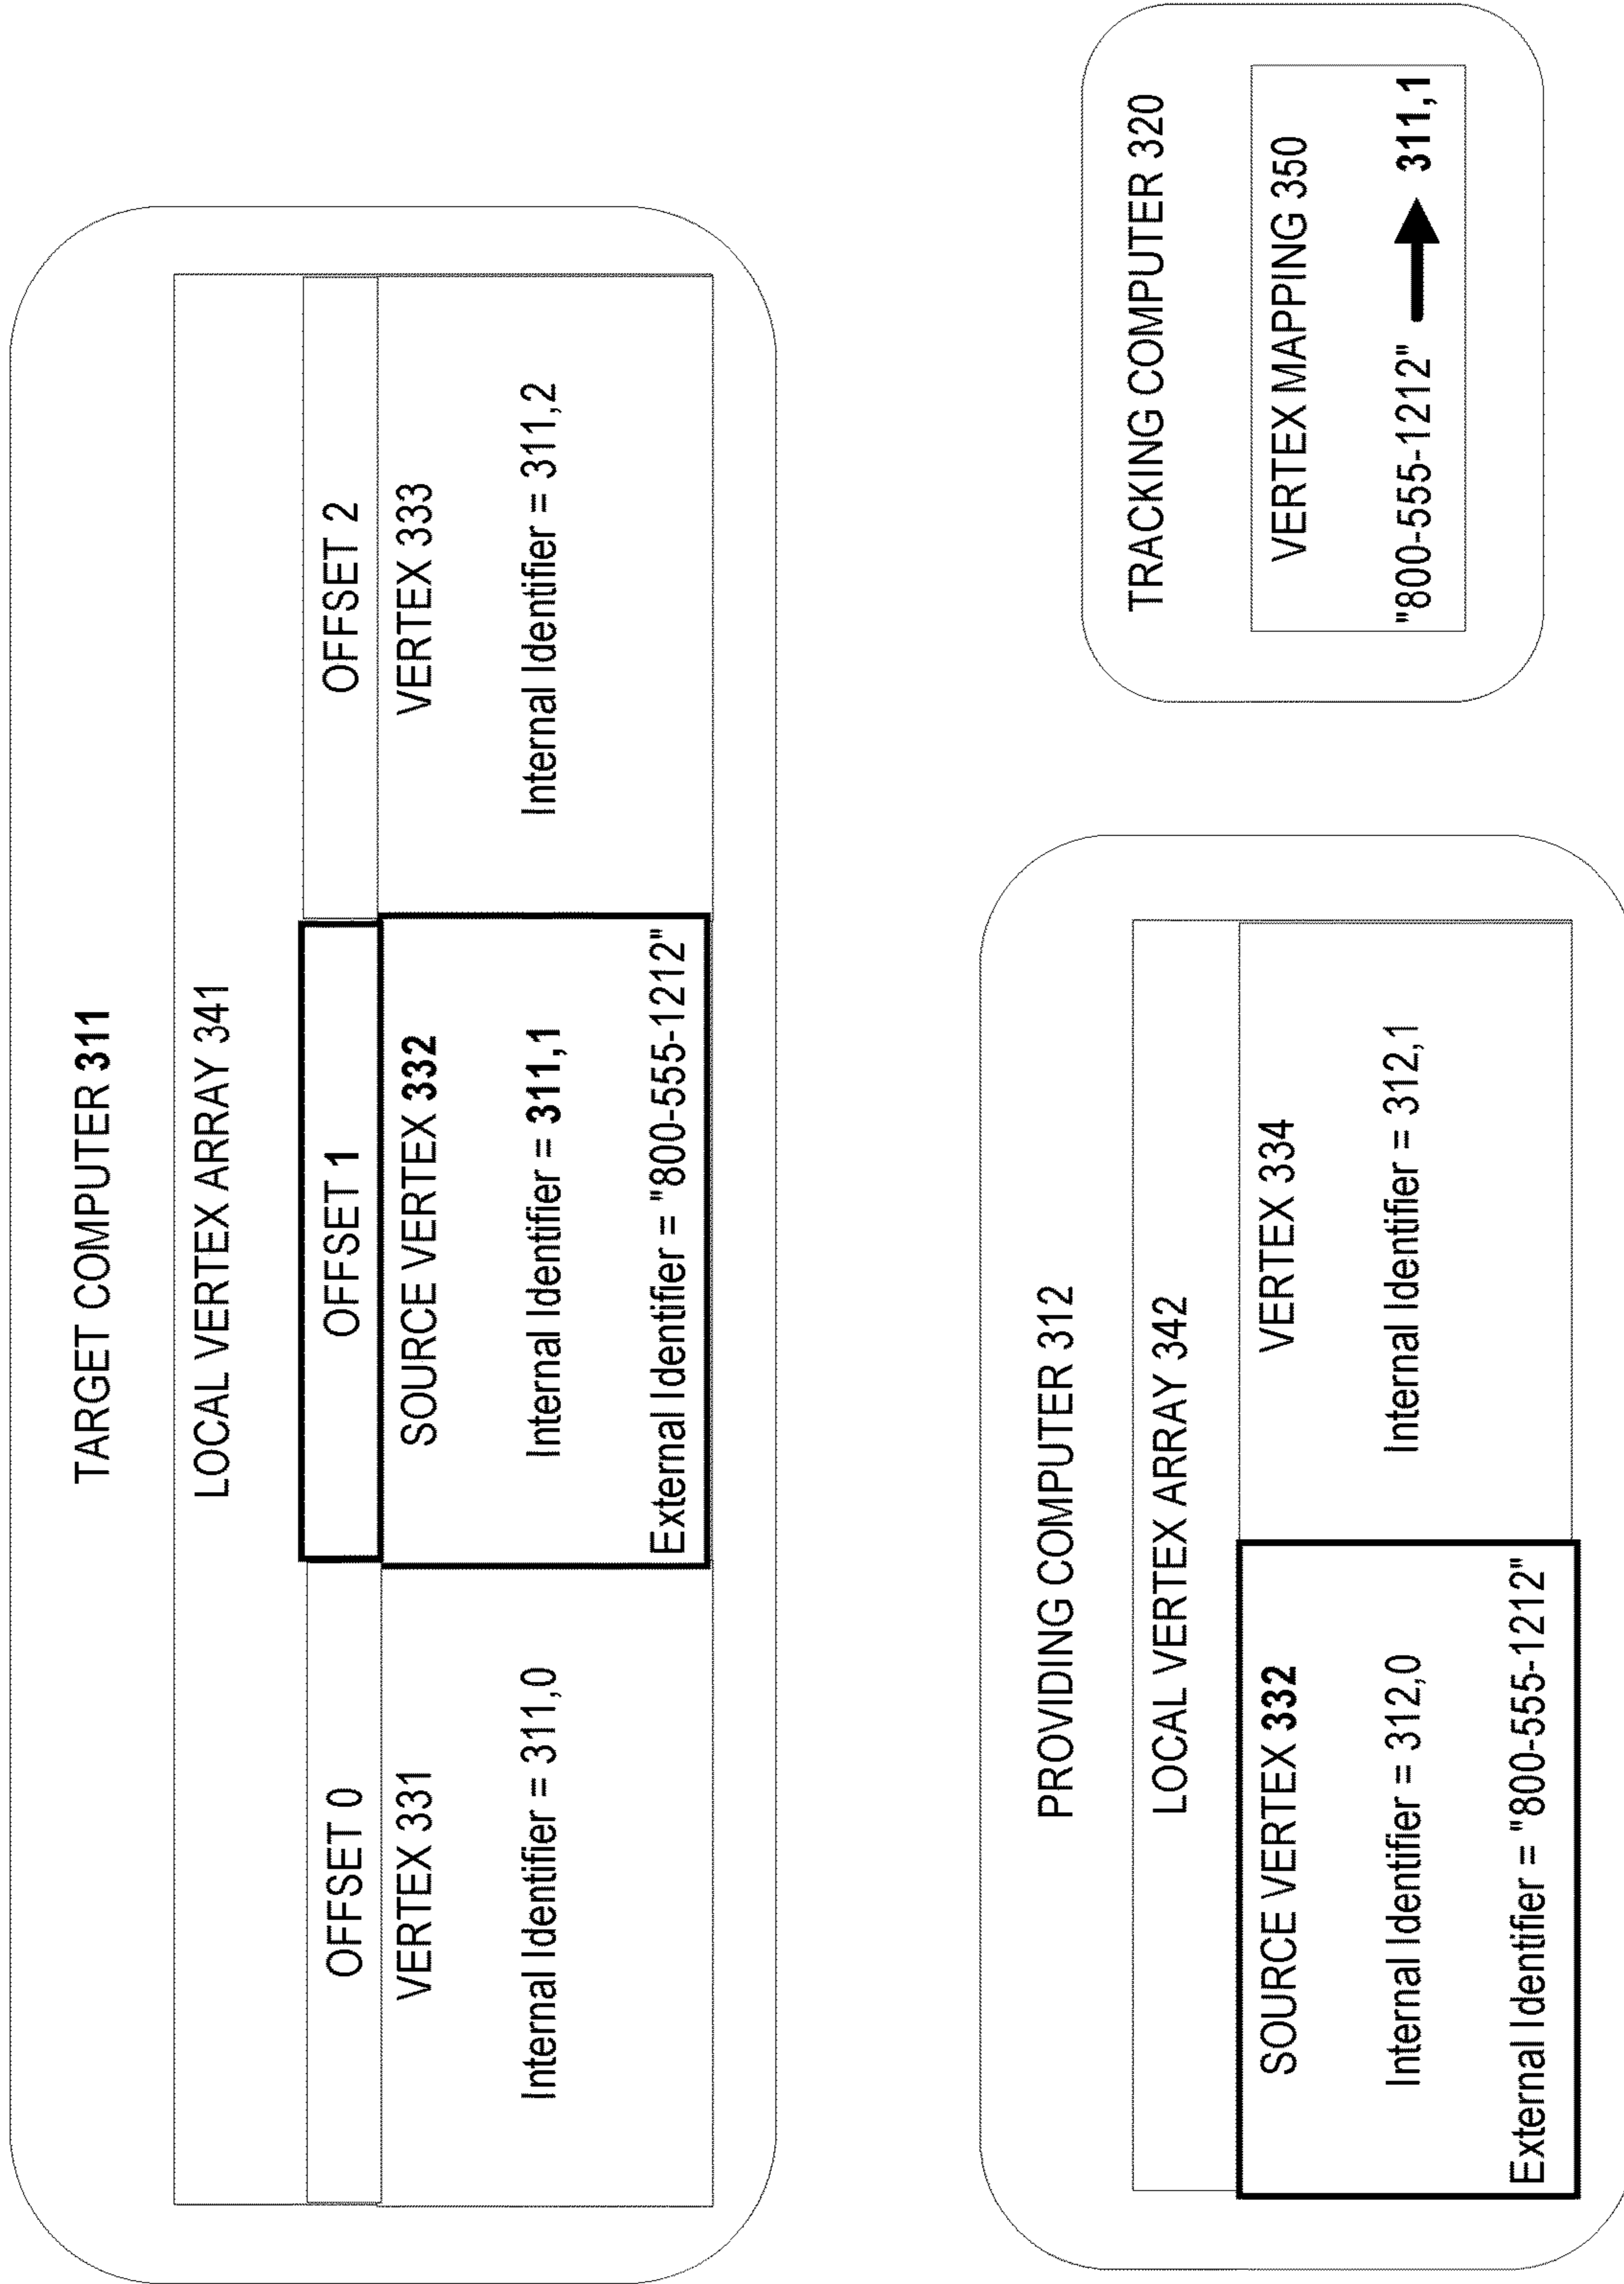 TARGET COMPUTER 311
LOCAL VERTEX ARRAY 341
OFFSET 0
OFFSET 1
OFFSET 2
VERTEX 331
Internal Identifier = 311,0
SOURCE VERTEX 332
Internal Identifier = 311,1
External Identifier = "800-555-1212"
VERTEX 333
Internal Identifier = 311,2
PROVIDING COMPUTER 312
LOCAL VERTEX ARRAY 342
SOURCE VERTEX 332
Internal Identifier = 312,0
External Identifier = "800-555-1212"
VERTEX 334
Internal Identifier = 312,1
TRACKING COMPUTER 320
VERTEX MAPPING 350
"800-555-1212" → 311,1